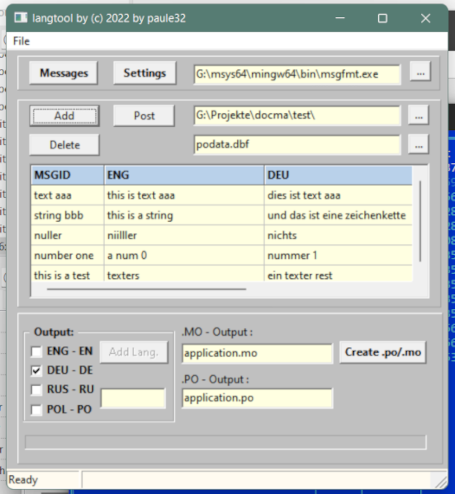 langtool by (c) 2022 by paule32
File
Messages Settings G:\msys64\mingw64\bin\msgfmt.exe ...
Add Post G:\Projekte\docma\test\ ...
Delete podata.dbf ...
MSGID ENG DEU
text aaa this is text aaa dies ist text aaa
string bbb this is a string und das ist eine zeichenkette
nuller niilller nichts
number one a num 0 nummer 1
this is a test texters ein texter rest
Output: .MO - Output :
ENG - EN Add Lang. application.mo Create .po/.mo
DEU - DE
RUS - RU .PO - Output :
POL - PO application.po
Ready